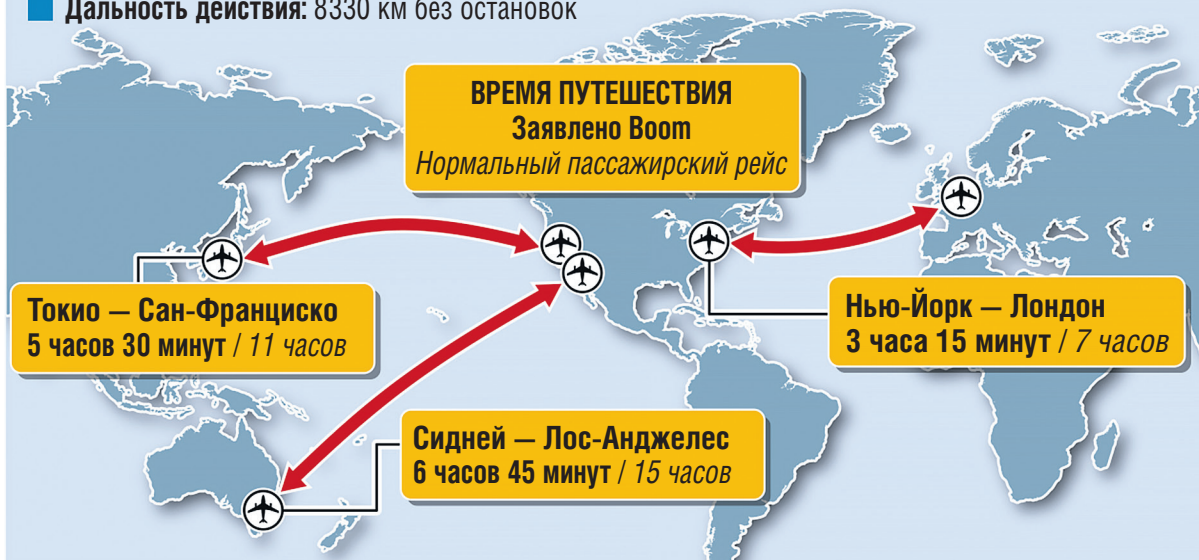 Дальность действия: 8330 км без остановок
ВРЕМЯ ПУТЕШЕСТВИЯ
Заявлено Boom
Нормальный пассажирский рейс
Токио — Сан-Франциско
5 часов 30 минут / 11 часов
Нью-Йорк — Лондон
3 часа 15 минут / 7 часов
Сидней — Лос-Анджелес
6 часов 45 минут / 15 часов